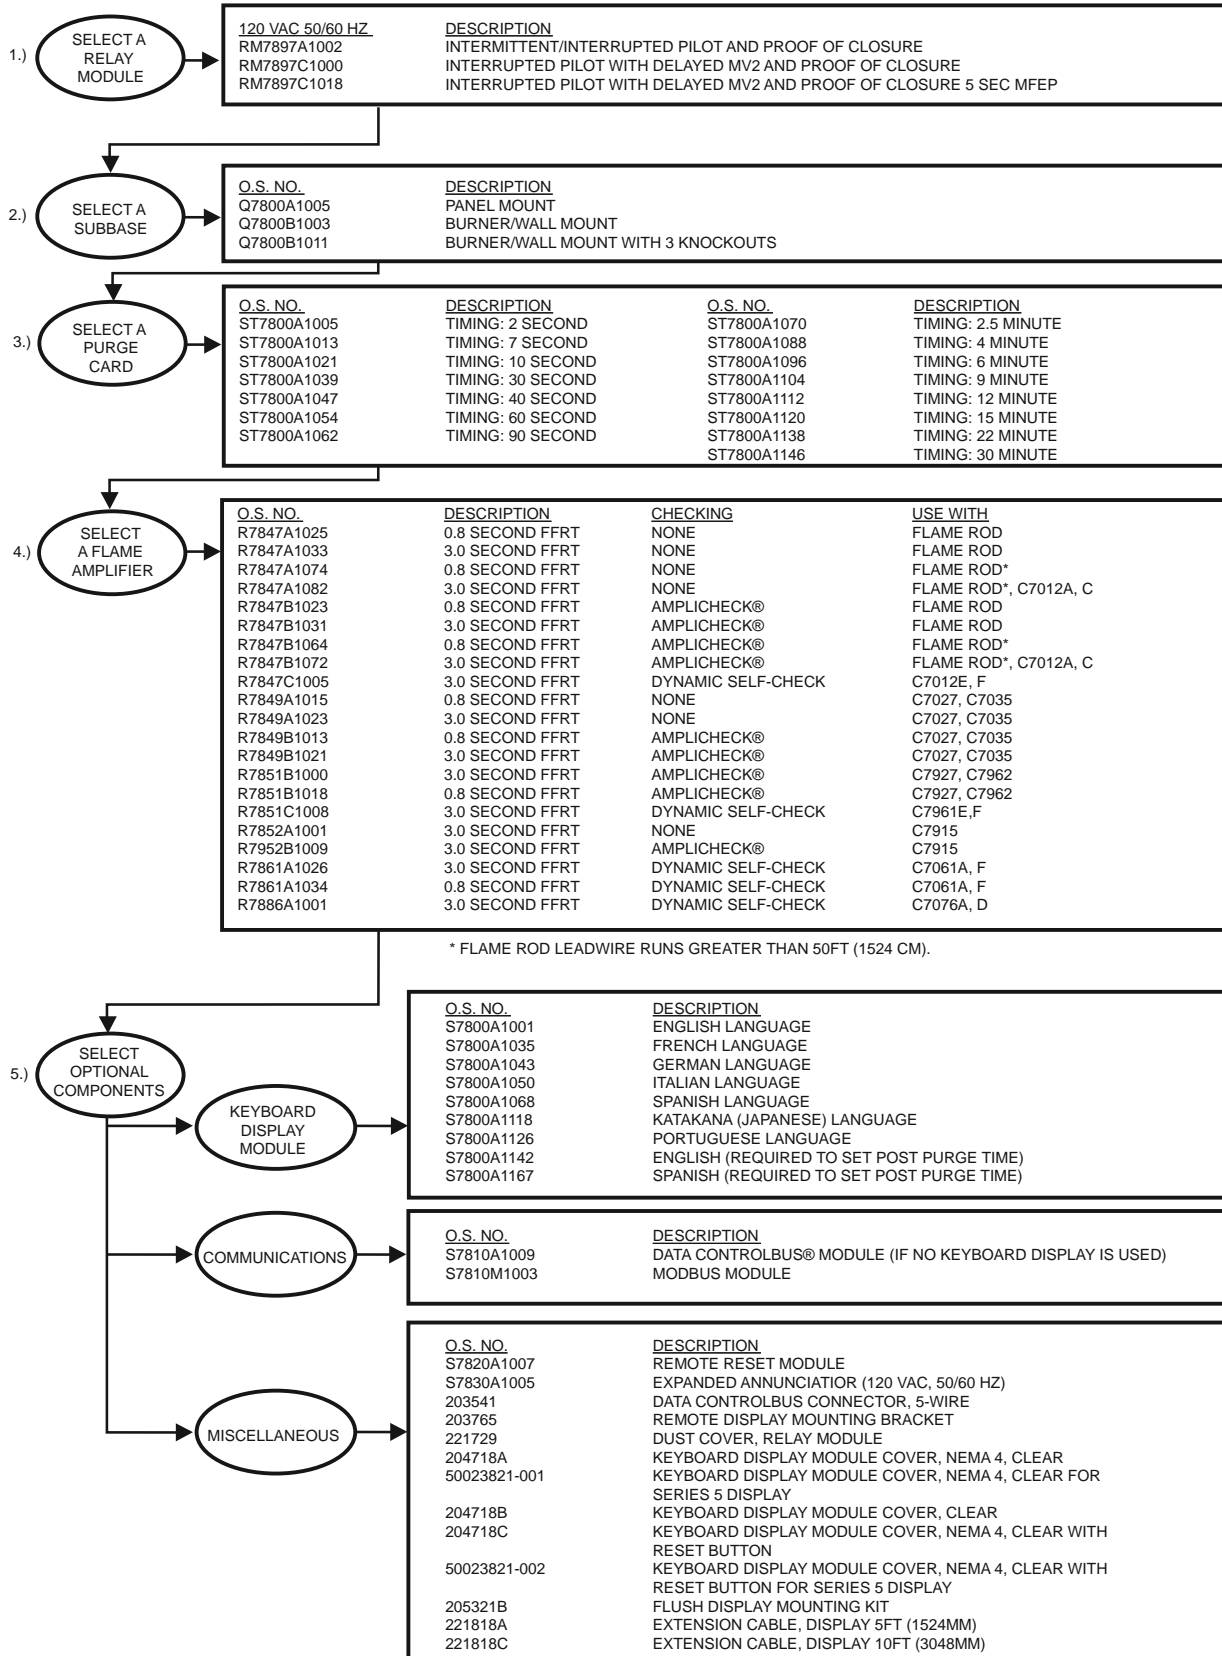 1.)
SELECT A
RELAY
MODULE
120 VAC 50/60 HZ DESCRIPTION
RM7897A1002 INTERMITTENT/INTERRUPTED PILOT AND PROOF OF CLOSURE
RM7897C1000 INTERRUPTED PILOT WITH DELAYED MV2 AND PROOF OF CLOSURE
RM7897C1018 INTERRUPTED PILOT WITH DELAYED MV2 AND PROOF OF CLOSURE 5 SEC MFEP
2.)
SELECT A
SUBBASE
O.S. NO. DESCRIPTION
Q7800A1005 PANEL MOUNT
Q7800B1003 BURNER/WALL MOUNT
Q7800B1011 BURNER/WALL MOUNT WITH 3 KNOCKOUTS
3.)
SELECT A
PURGE
CARD
O.S. NO. DESCRIPTION O.S. NO. DESCRIPTION
ST7800A1005 TIMING: 2 SECOND ST7800A1070 TIMING: 2.5 MINUTE
ST7800A1013 TIMING: 7 SECOND ST7800A1088 TIMING: 4 MINUTE
ST7800A1021 TIMING: 10 SECOND ST7800A1096 TIMING: 6 MINUTE
ST7800A1039 TIMING: 30 SECOND ST7800A1104 TIMING: 9 MINUTE
ST7800A1047 TIMING: 40 SECOND ST7800A1112 TIMING: 12 MINUTE
ST7800A1054 TIMING: 60 SECOND ST7800A1120 TIMING: 15 MINUTE
ST7800A1062 TIMING: 90 SECOND ST7800A1138 TIMING: 22 MINUTE
ST7800A1146 TIMING: 30 MINUTE
4.)
SELECT
A FLAME
AMPLIFIER
O.S. NO. DESCRIPTION CHECKING USE WITH
R7847A1025 0.8 SECOND FFRT NONE FLAME ROD
R7847A1033 3.0 SECOND FFRT NONE FLAME ROD
R7847A1074 0.8 SECOND FFRT NONE FLAME ROD*
R7847A1082 3.0 SECOND FFRT NONE FLAME ROD*, C7012A, C
R7847B1023 0.8 SECOND FFRT AMPLICHECK® FLAME ROD
R7847B1031 3.0 SECOND FFRT AMPLICHECK® FLAME ROD
R7847B1064 0.8 SECOND FFRT AMPLICHECK® FLAME ROD*
R7847B1072 3.0 SECOND FFRT AMPLICHECK® FLAME ROD*, C7012A, C
R7847C1005 3.0 SECOND FFRT DYNAMIC SELF-CHECK C7012E, F
R7849A1015 0.8 SECOND FFRT NONE C7027, C7035
R7849A1023 3.0 SECOND FFRT NONE C7027, C7035
R7849B1013 0.8 SECOND FFRT AMPLICHECK® C7027, C7035
R7849B1021 3.0 SECOND FFRT AMPLICHECK® C7027, C7035
R7851B1000 3.0 SECOND FFRT AMPLICHECK® C7927, C7962
R7851B1018 0.8 SECOND FFRT AMPLICHECK® C7927, C7962
R7851C1008 3.0 SECOND FFRT DYNAMIC SELF-CHECK C7961E,F
R7852A1001 3.0 SECOND FFRT NONE C7915
R7952B1009 3.0 SECOND FFRT AMPLICHECK® C7915
R7861A1026 3.0 SECOND FFRT DYNAMIC SELF-CHECK C7061A, F
R7861A1034 0.8 SECOND FFRT DYNAMIC SELF-CHECK C7061A, F
R7886A1001 3.0 SECOND FFRT DYNAMIC SELF-CHECK C7076A, D
* FLAME ROD LEADWIRE RUNS GREATER THAN 50FT (1524 CM).
5.)
SELECT
OPTIONAL
COMPONENTS
KEYBOARD
DISPLAY
MODULE
O.S. NO. DESCRIPTION
S7800A1001 ENGLISH LANGUAGE
S7800A1035 FRENCH LANGUAGE
S7800A1043 GERMAN LANGUAGE
S7800A1050 ITALIAN LANGUAGE
S7800A1068 SPANISH LANGUAGE
S7800A1118 KATAKANA (JAPANESE) LANGUAGE
S7800A1126 PORTUGUESE LANGUAGE
S7800A1142 ENGLISH (REQUIRED TO SET POST PURGE TIME)
S7800A1167 SPANISH (REQUIRED TO SET POST PURGE TIME)
COMMUNICATIONS
O.S. NO. DESCRIPTION
S7810A1009 DATA CONTROLBUS® MODULE (IF NO KEYBOARD DISPLAY IS USED)
S7810M1003 MODBUS MODULE
MISCELLANEOUS
O.S. NO. DESCRIPTION
S7820A1007 REMOTE RESET MODULE
S7830A1005 EXPANDED ANNUNCIATIOR (120 VAC, 50/60 HZ)
203541 DATA CONTROLBUS CONNECTOR, 5-WIRE
203765 REMOTE DISPLAY MOUNTING BRACKET
221729 DUST COVER, RELAY MODULE
204718A KEYBOARD DISPLAY MODULE COVER, NEMA 4, CLEAR
50023821-001 KEYBOARD DISPLAY MODULE COVER, NEMA 4, CLEAR FOR
SERIES 5 DISPLAY
204718B KEYBOARD DISPLAY MODULE COVER, CLEAR
204718C KEYBOARD DISPLAY MODULE COVER, NEMA 4, CLEAR WITH
RESET BUTTON
50023821-002 KEYBOARD DISPLAY MODULE COVER, NEMA 4, CLEAR WITH
RESET BUTTON FOR SERIES 5 DISPLAY
205321B FLUSH DISPLAY MOUNTING KIT
221818A EXTENSION CABLE, DISPLAY 5FT (1524MM)
221818C EXTENSION CABLE, DISPLAY 10FT (3048MM)